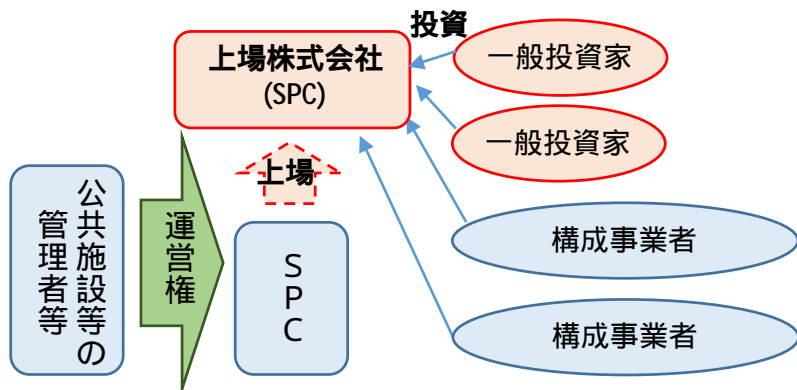 投資
上場株式会社
(SPC)
一般投資家
一般投資家
上場
公共施設等の
管理者等
運営権
SPC
構成事業者
構成事業者